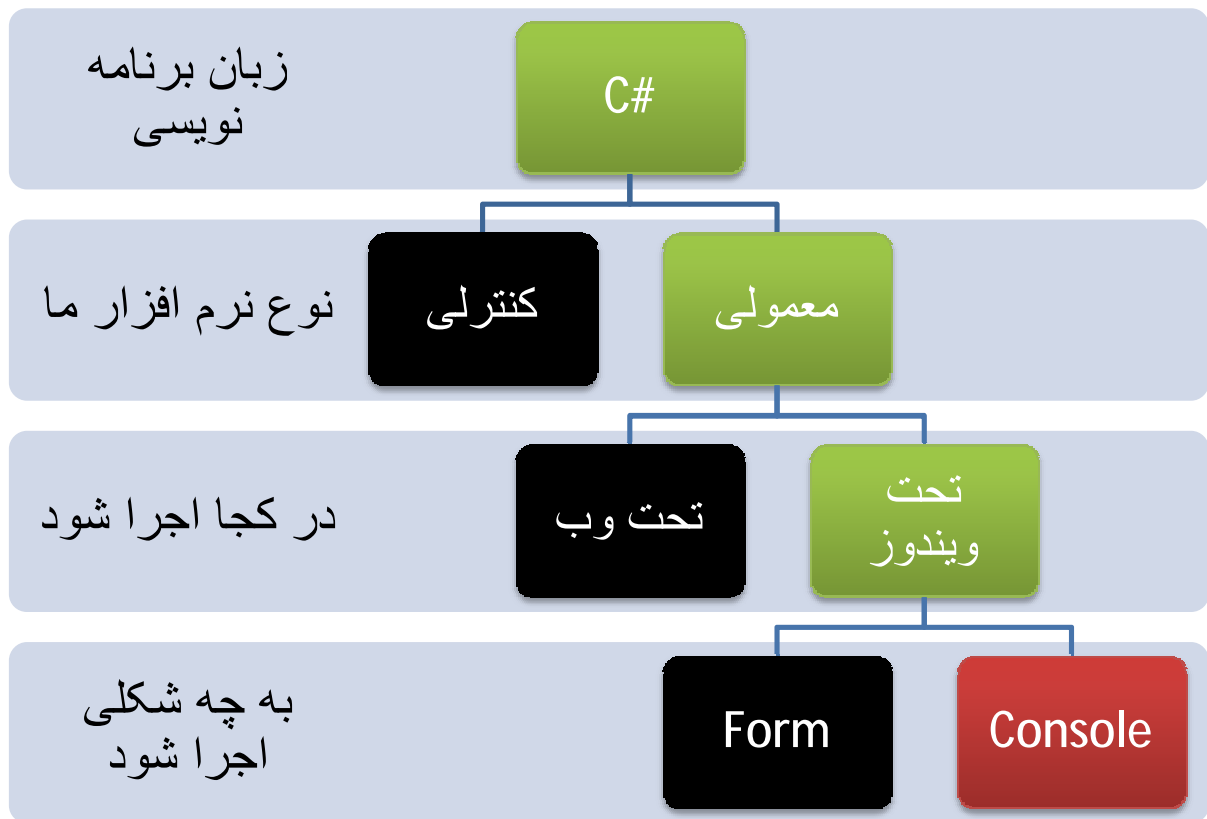 زبان برنامه
نویسی
C#
نوع نرم افزار ما
کنترلی
معمولی
در کجا اجرا شود
تحت وب
تحت
ویندوز
به چه شکلی
اجرا شود
Form
Console